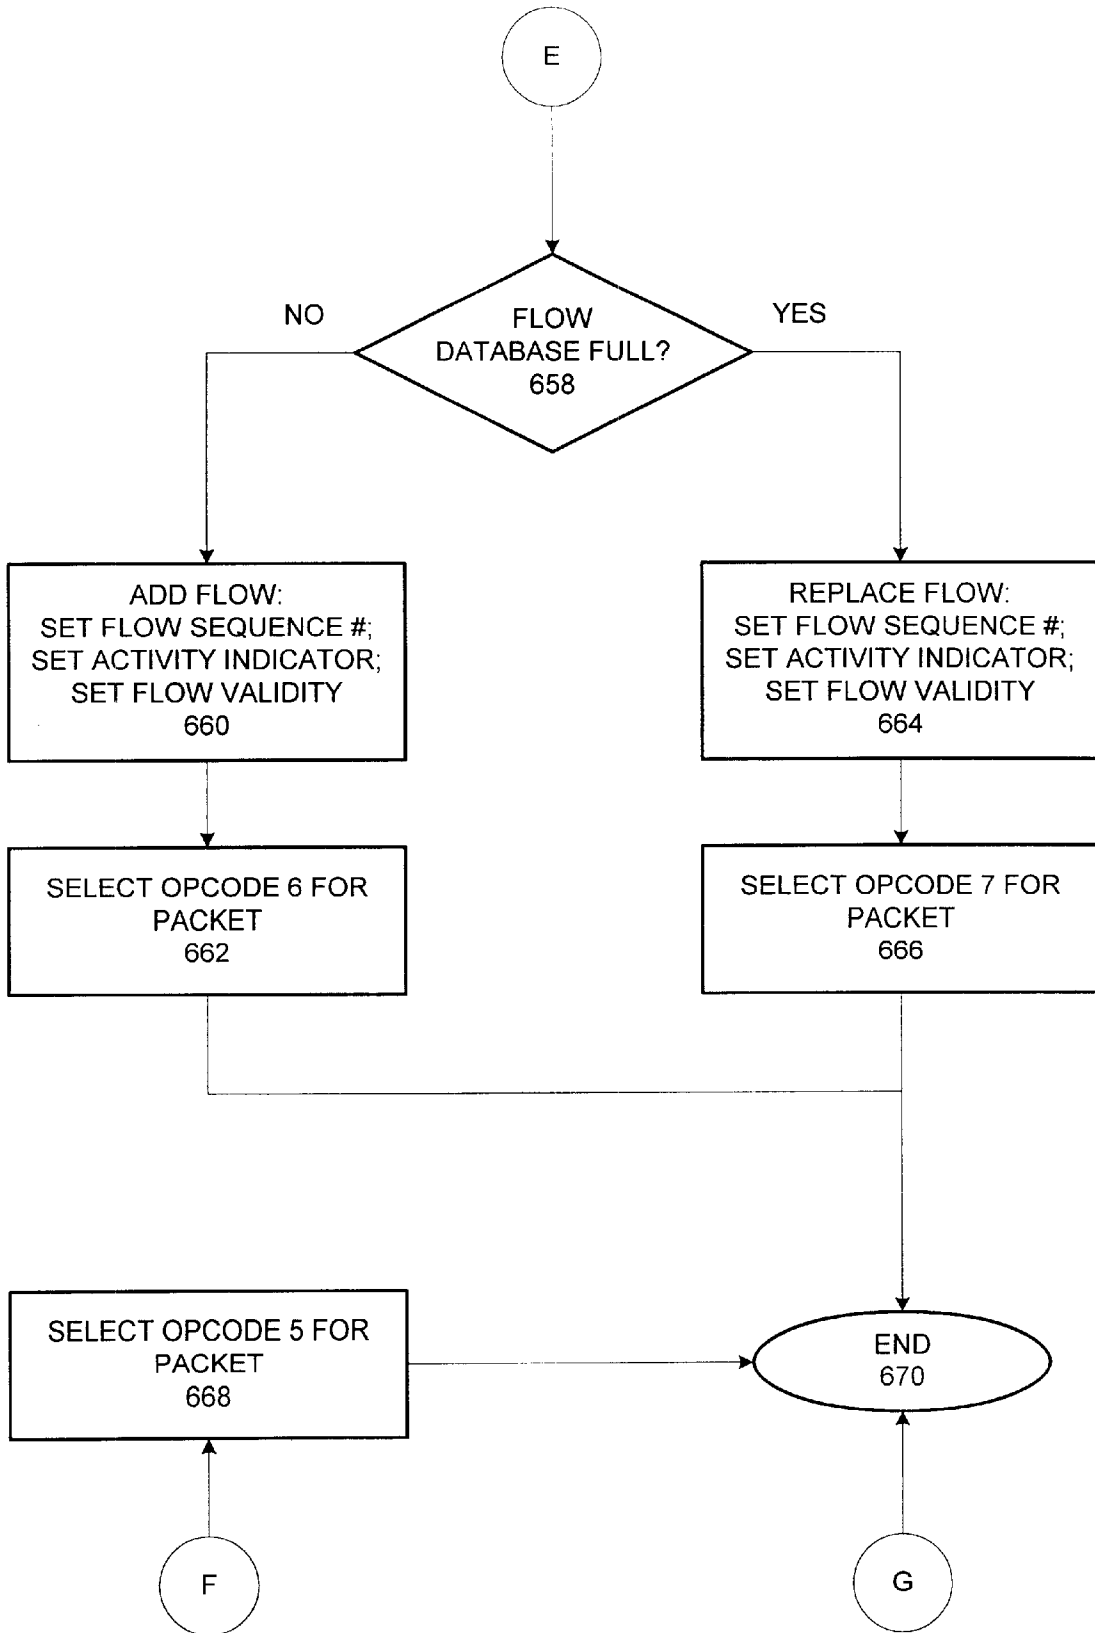 E
NO
YES
FLOW
DATABASE FULL?
658
ADD FLOW:
SET FLOW SEQUENCE #;
SET ACTIVITY INDICATOR;
SET FLOW VALIDITY
660
REPLACE FLOW:
SET FLOW SEQUENCE #;
SET ACTIVITY INDICATOR;
SET FLOW VALIDITY
664
SELECT OPCODE 6 FOR
PACKET
662
SELECT OPCODE 7 FOR
PACKET
666
SELECT OPCODE 5 FOR
PACKET
668
END
670
F
G